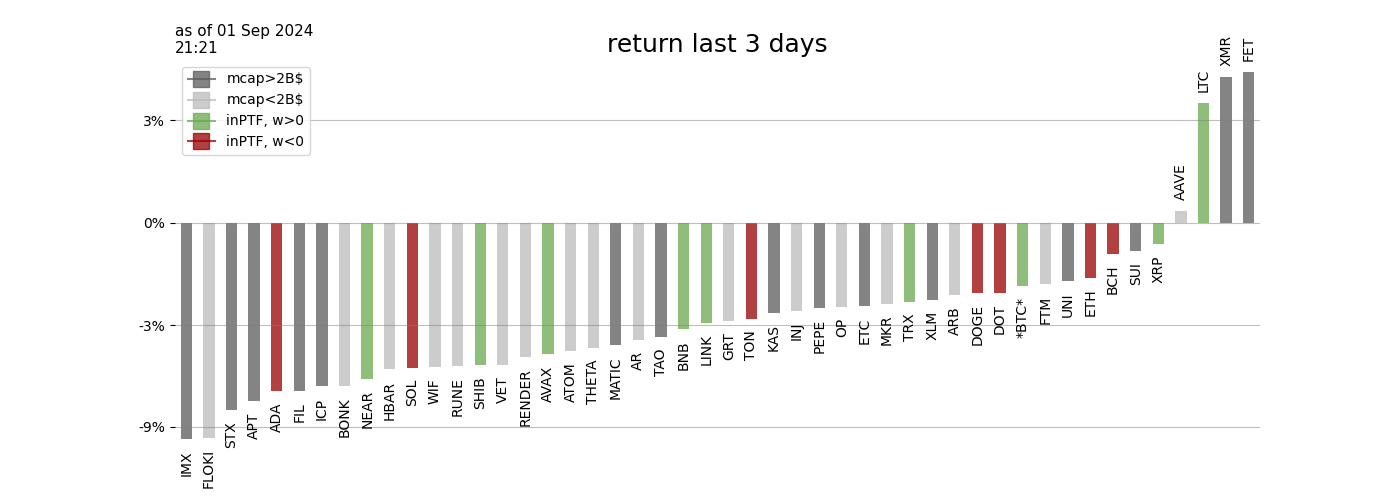 as of 01 Sep 2024
21:21
return last 3 days
mcap>2B$
mcap<2B$
inPTF, w>0
inPTF, w<0
3%
0%
-3%
-9%
IMX
FLOKI
STX
APT
ADA
FIL
ICP
BONK
NEAR
HBAR
SOL
WIF
RUNE
SHIB
VET
RENDER
AVAX
ATOM
THETA
MATIC
AR
TAO
BNB
LINK
GRT
TON
KAS
INJ
PEPE
OP
ETC
MKR
TRX
XLM
ARB
DOGE
DOT
*BTC*
FTM
UNI
ETH
BCH
SUI
XRP
AAVE
LTC
XMR
FET